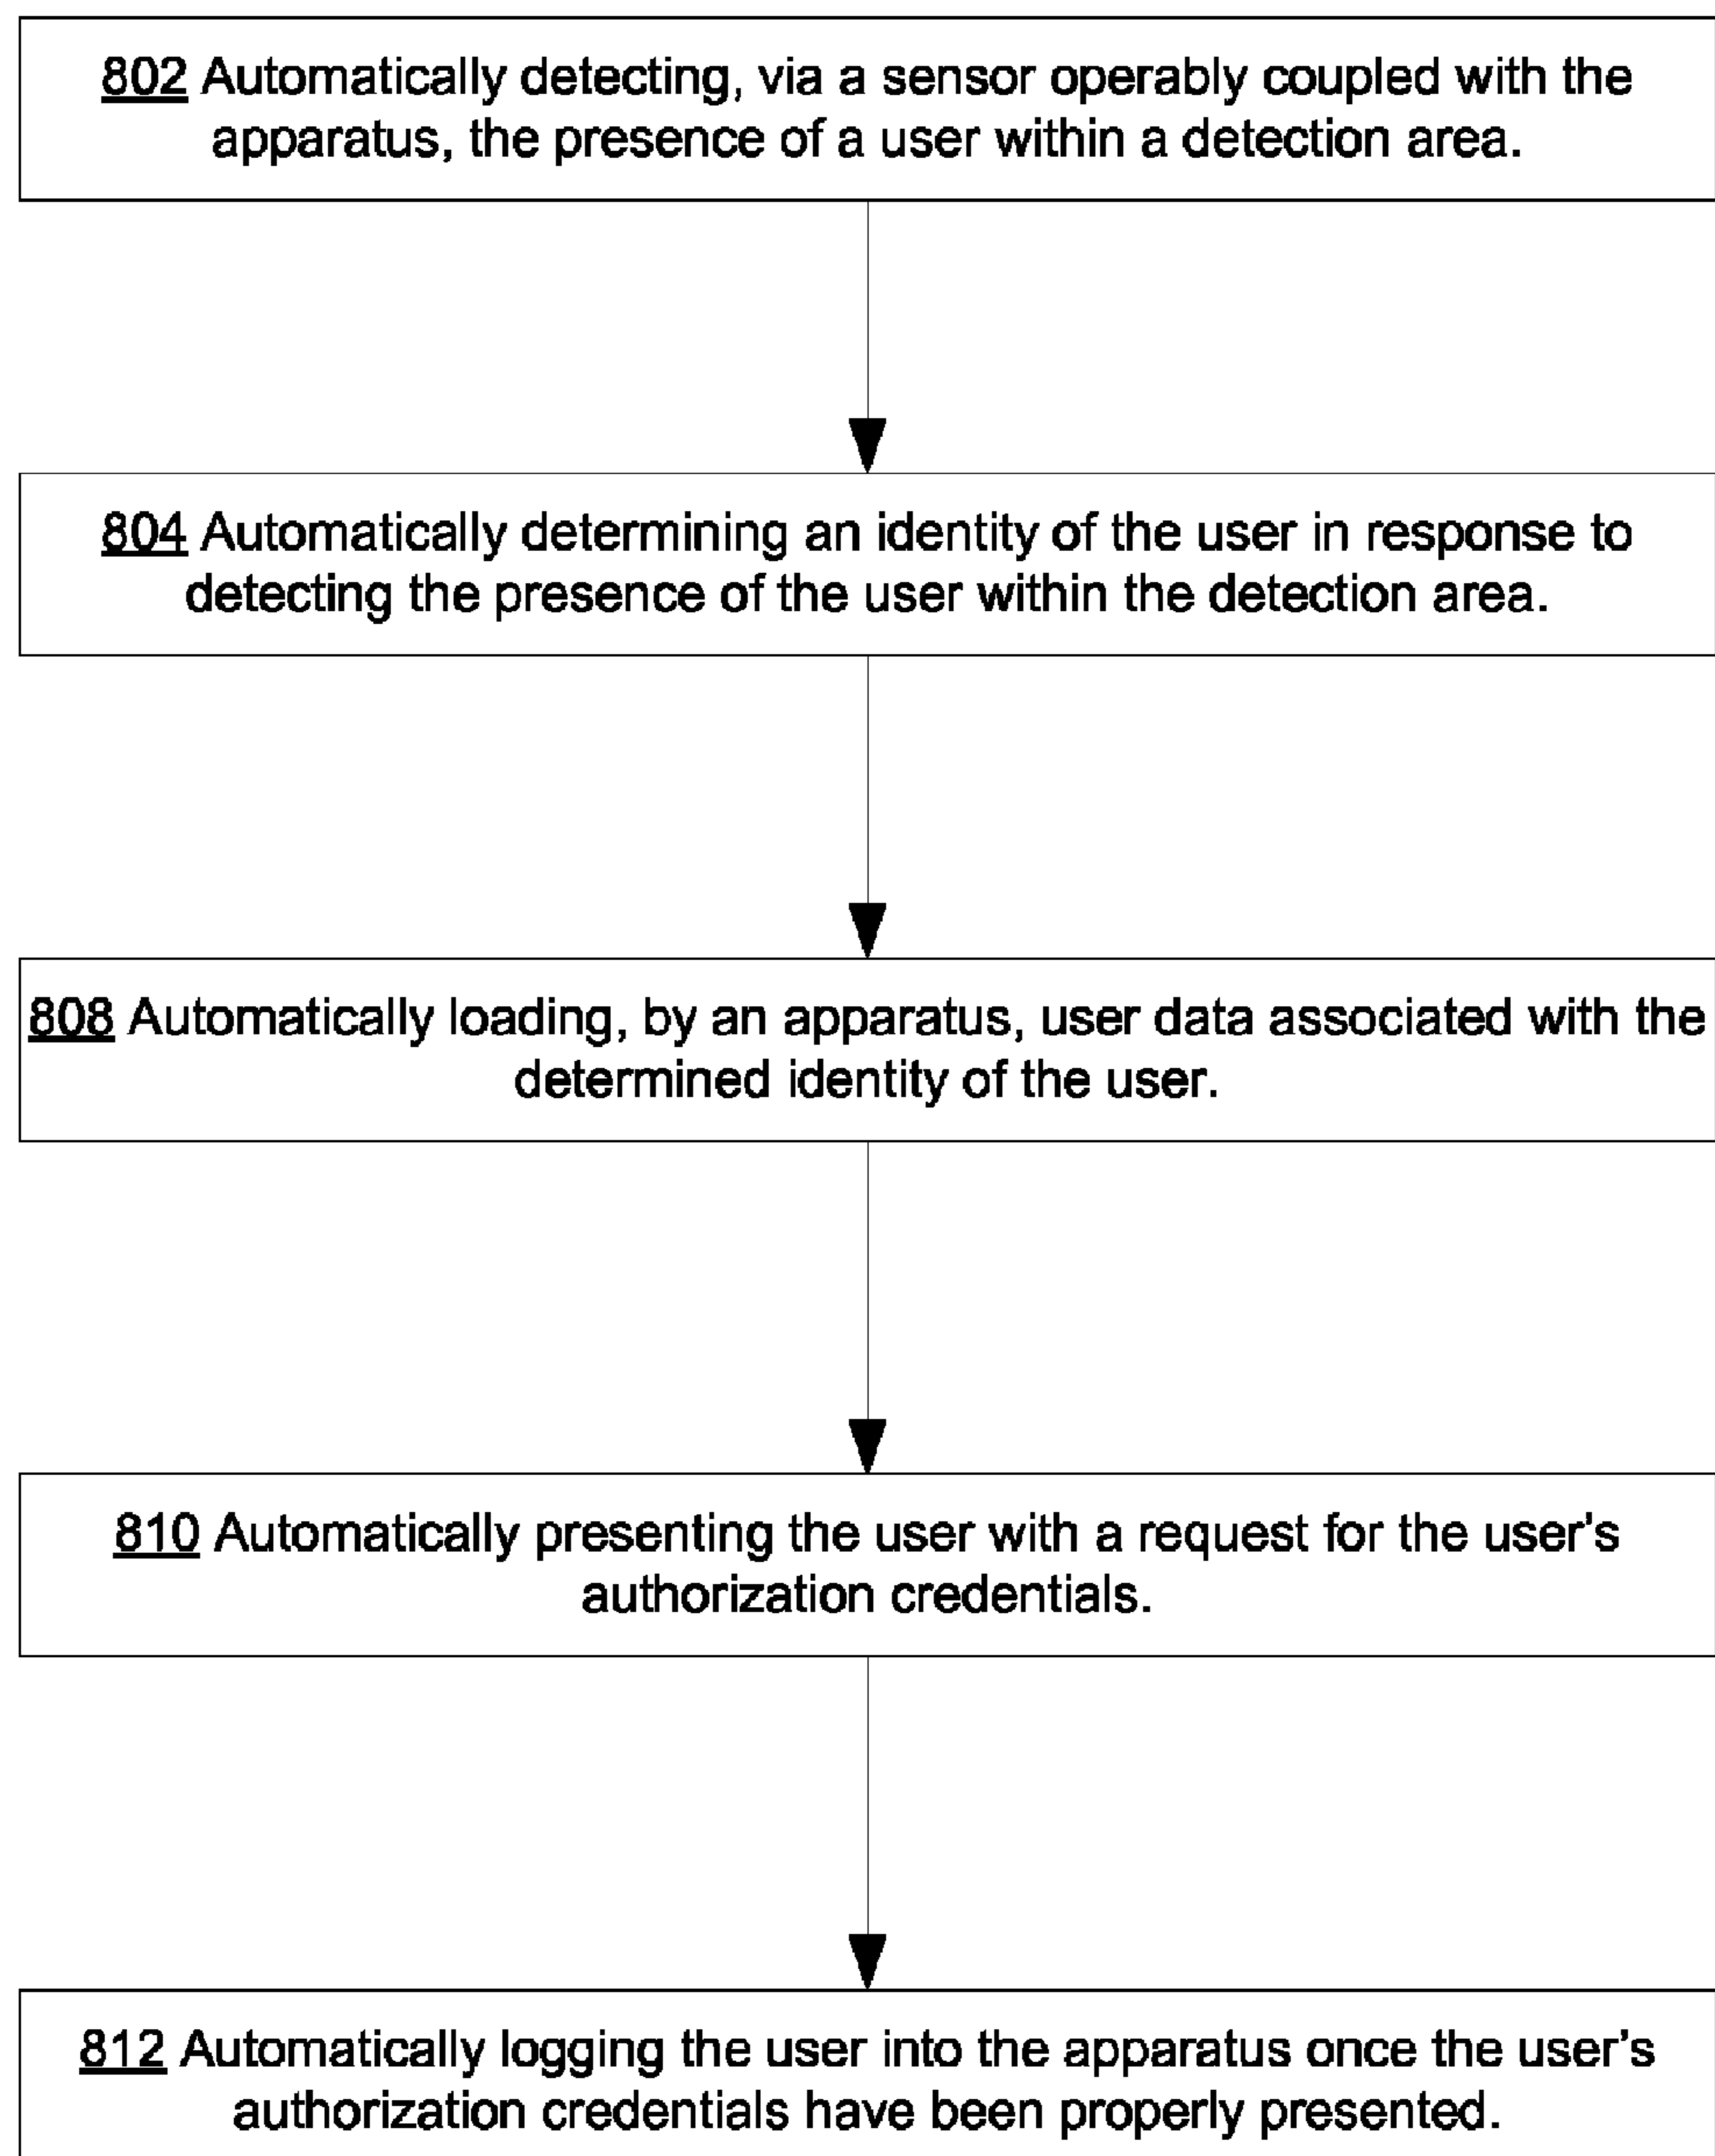 802 Automatically detecting, via a sensor operably coupled with the
apparatus, the presence of a user within a detection area.
804 Automatically determining an identity of the user in response to
detecting the presence of the user within the detection area.
808 Automatically loading, by an apparatus, user data associated with the
determined identity of the user.
810 Automatically presenting the user with a request for the user's
authorization credentials.
812 Automatically logging the user into the apparatus once the user's
authorization credentials have been properly presented.